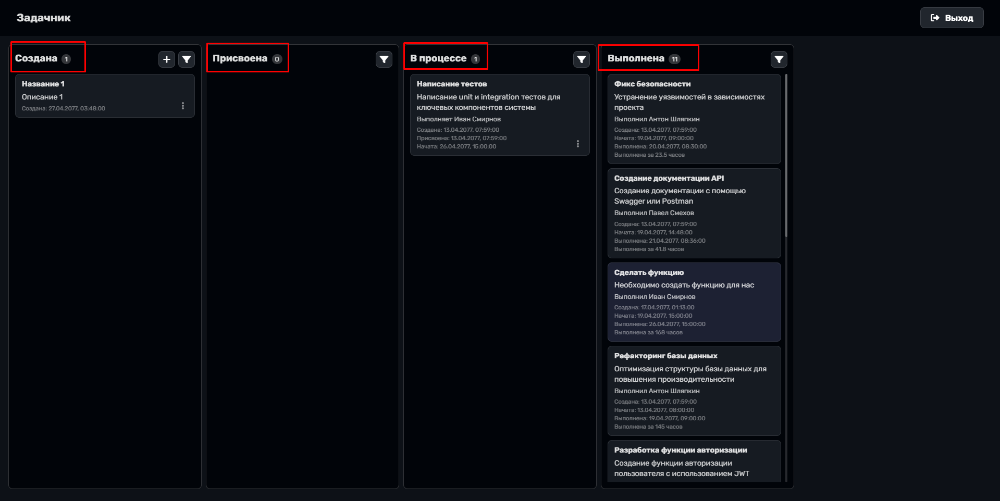 Задачник
Выход
Создана 1
Название 1
Описание 1
Создана: 27.04.2077, 03:48:00
Присвоена 0
В процессе 1
Написание тестов
Написание unit и integration тестов для
ключевых компонентов системы
Выполняет Иван Смирнов
Создана: 13.04.2077, 07:59:00
Присвоена: 13.04.2077, 07:59:00
Начата: 26.04.2077, 15:00:00
Выполнена 11
Фикс безопасности
Устранение уязвимостей в зависимостях
проекта
Выполнил Антон Шляпкин
Создана: 13.04.2077, 07:59:00
Начата: 19.04.2077, 09:00:00
Выполнена: 20.04.2077, 08:30:00
Выполнена за 23.5 часов
Создание документации API
Создание документации с помощью
Swagger или Postman
Выполнил Павел Смехов
Создана: 13.04.2077, 07:59:00
Начата: 19.04.2077, 14:48:00
Выполнена: 21.04.2077, 08:36:00
Выполнена за 41.8 часов
Сделать функцию
Необходимо создать функцию для нас
Выполнил Иван Смирнов
Создана: 17.04.2077, 01:13:00
Начата: 19.04.2077, 15:00:00
Выполнена: 26.04.2077, 15:00:00
Выполнена за 168 часов
Рефакторинг базы данных
Оптимизация структуры базы данных для
повышения производительности
Выполнил Антон Шляпкин
Создана: 13.04.2077, 07:59:00
Начата: 13.04.2077, 08:00:00
Выполнена: 19.04.2077, 09:00:00
Выполнена за 145 часов
Разработка функции авторизации
Создание функции авторизации
пользователя с использованием JWT